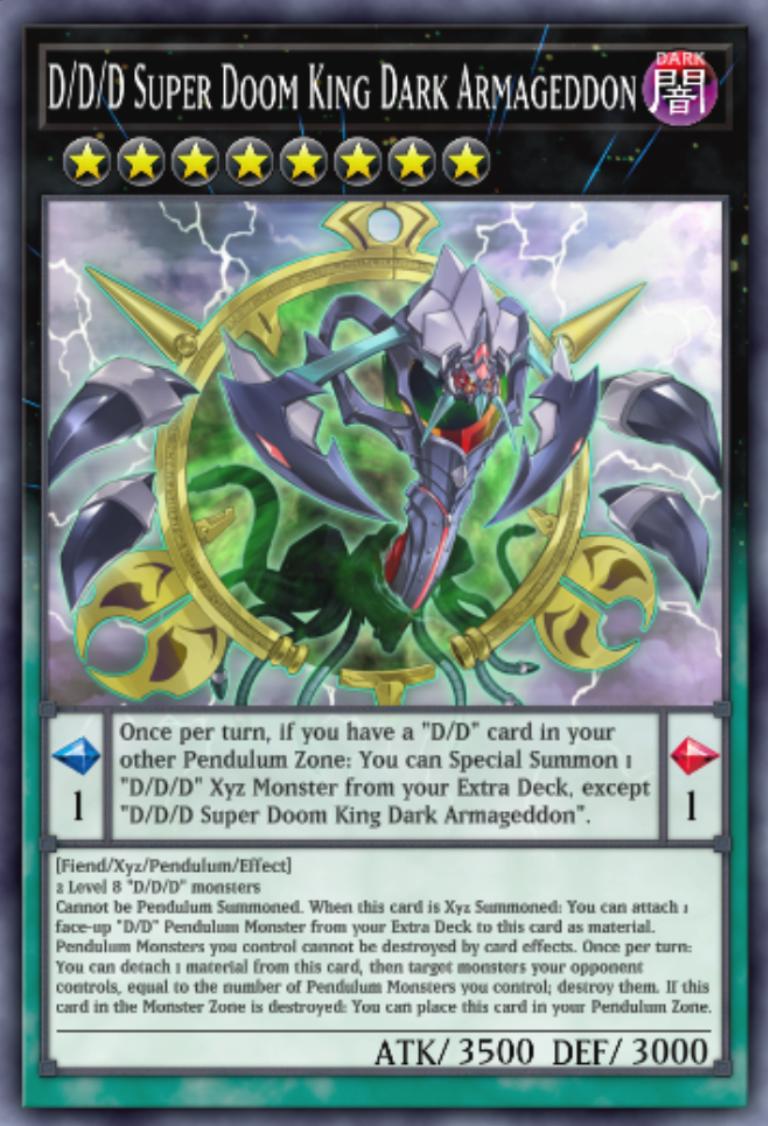 D/D/D SUPER DOOM KING DARK ARMAGEDDON
DARK
闇
Once per turn, if you have a "D/D" card in your
other Pendulum Zone: You can Special Summon 1
"D/D/D" Xyz Monster from your Extra Deck, except
"D/D/D Super Doom King Dark Armageddon".
1
1
[Fiend/Xyz/Pendulum/Effect]
2 Level 8 "D/D/D" monsters
Cannot be Pendulum Summoned. When this card is Xyz Summoned: You can attach 1
face-up "D/D" Pendulum Monster from your Extra Deck to this card as material.
Pendulum Monsters you control cannot be destroyed by card effects. Once per turn:
You can detach 1 material from this card, then target monsters your opponent
controls, equal to the number of Pendulum Monsters you control; destroy them. If this
card in the Monster Zone is destroyed: You can place this card in your Pendulum Zone.
ATK/ 3500 DEF/ 3000